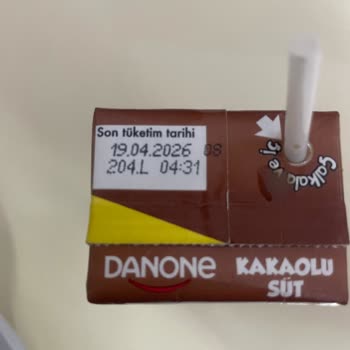 Son tüketim tarihi
19.04.2026 08
204.L 04:31
Çalkala ve iç
DANONE
KAKAOLU
SÜT